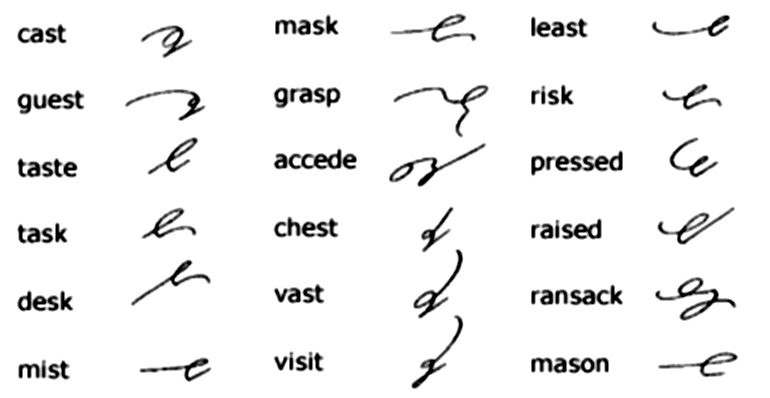 cast mask least
guest grasp risk
taste accede pressed
task chest raised
desk vast ransack
mist visit mason